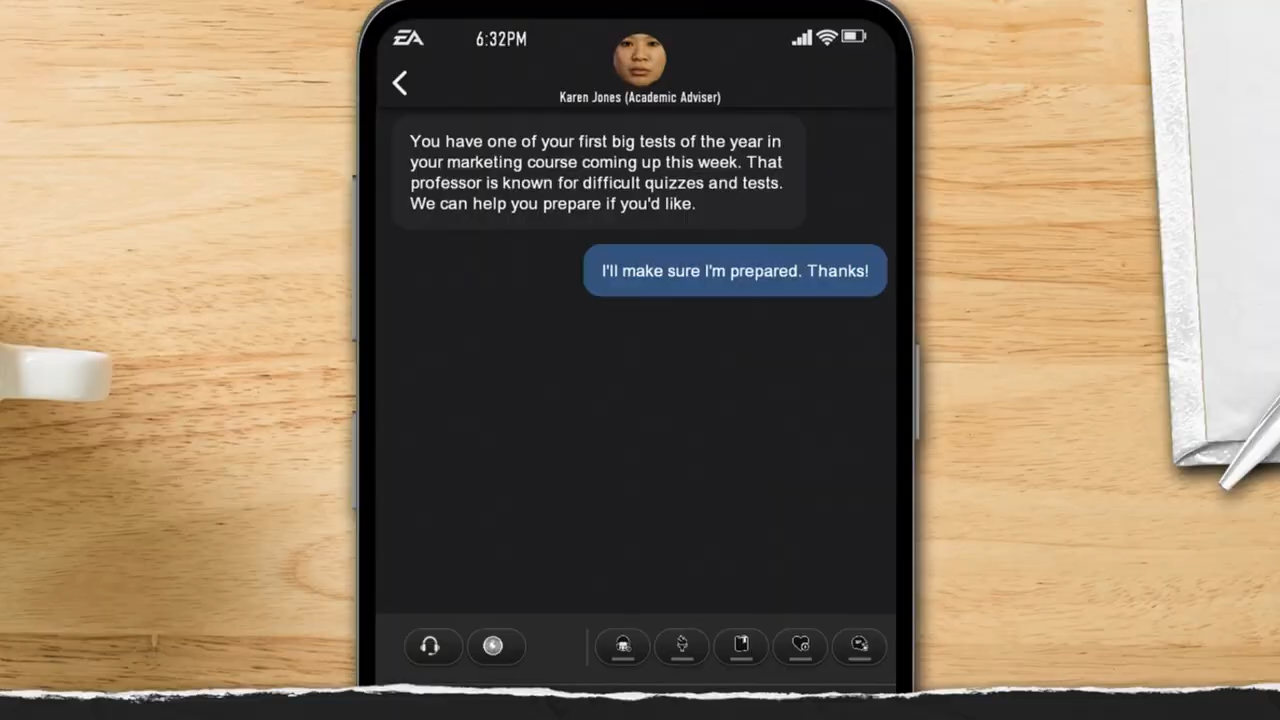 EA
6:32PM
Karen Jones (Academic Adviser)
You have one of your first big tests of the year in
your marketing course coming up this week. That
professor is known for difficult quizzes and tests.
We can help you prepare if you'd like.
I'll make sure I'm prepared. Thanks!